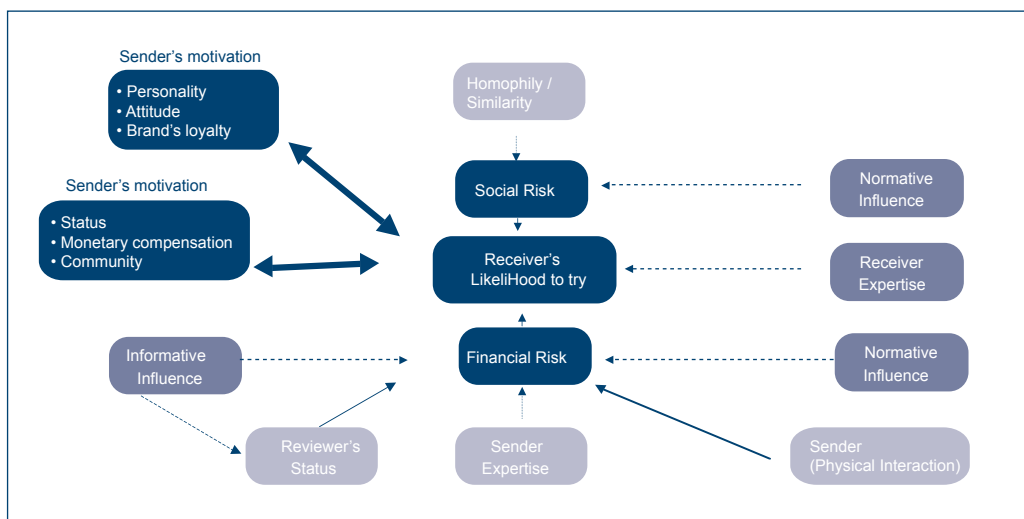 Sender's motivation
• Personality
• Attitude
• Brand's loyalty
Homophily /
Similarity
Sender's motivation
• Status
• Monetary compensation
• Community
Social Risk
Normative
Influence
Receiver's
LikeliHood to try
Receiver
Expertise
Informative
Influence
Financial Risk
Normative
Influence
Reviewer's
Status
Sender
Expertise
Sender
(Physical Interaction)